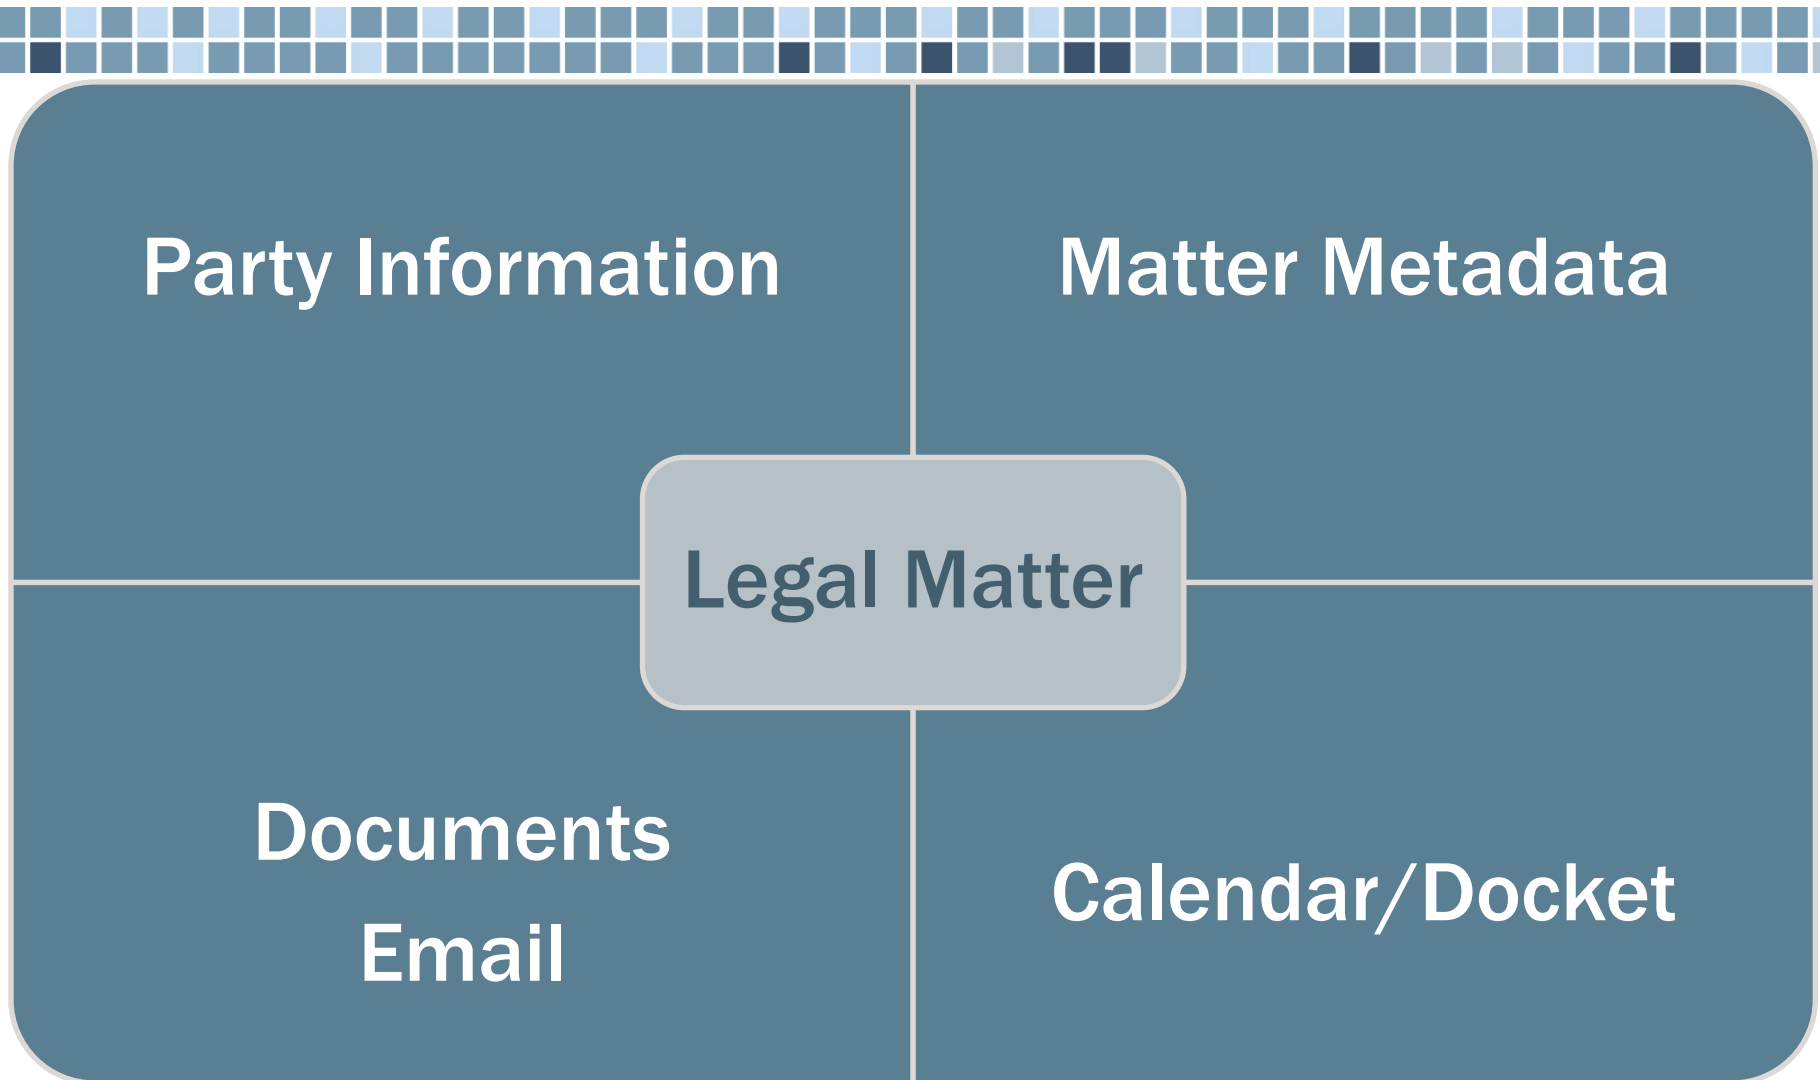 Party Information
Matter Metadata
Legal Matter
Documents
Email
Calendar/Docket